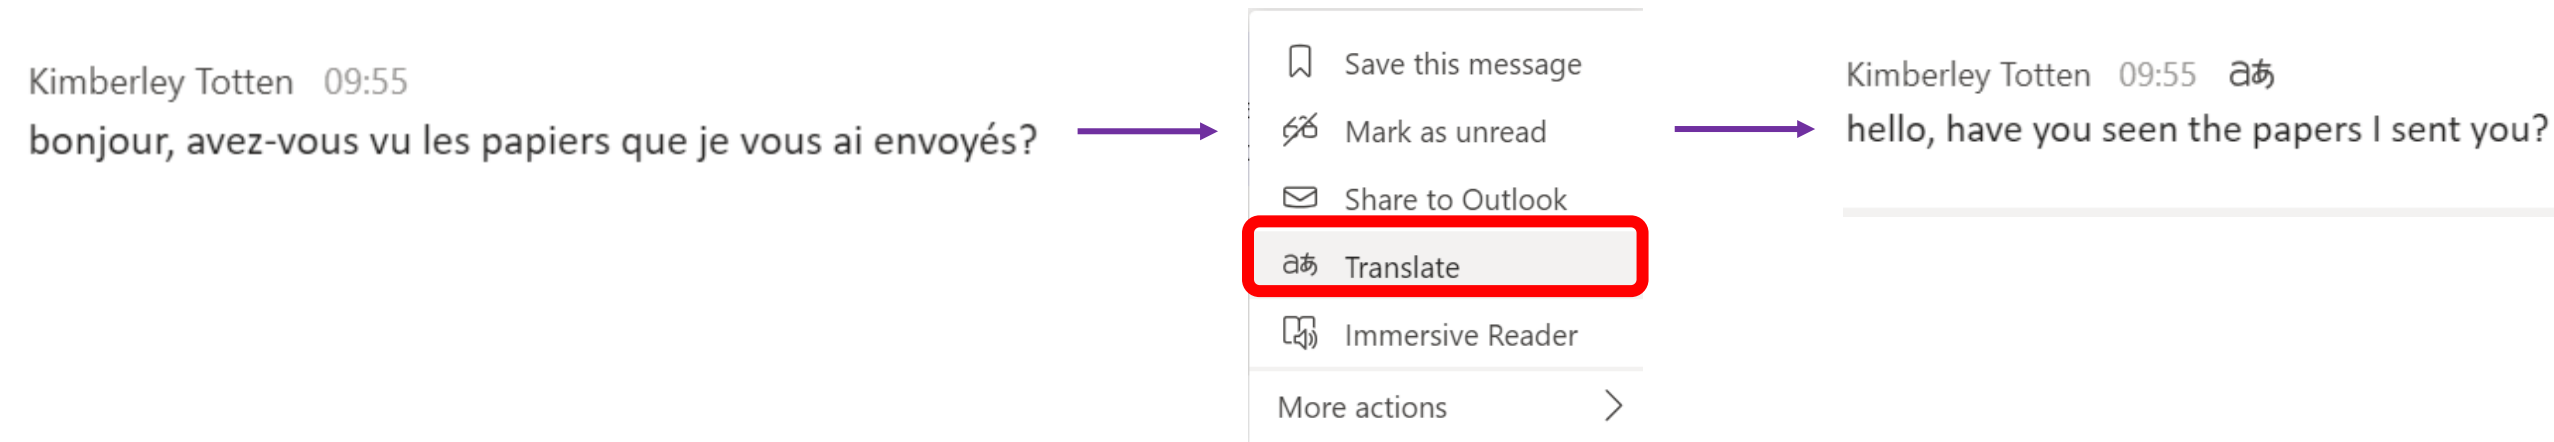 Kimberley Totten 09:55
bonjour, avez-vous vu les papiers que je vous ai envoyés?
Save this message
Mark as unread
Share to Outlook
aあ Translate
Immersive Reader
More actions
Kimberley Totten 09:55 aあ
hello, have you seen the papers I sent you?